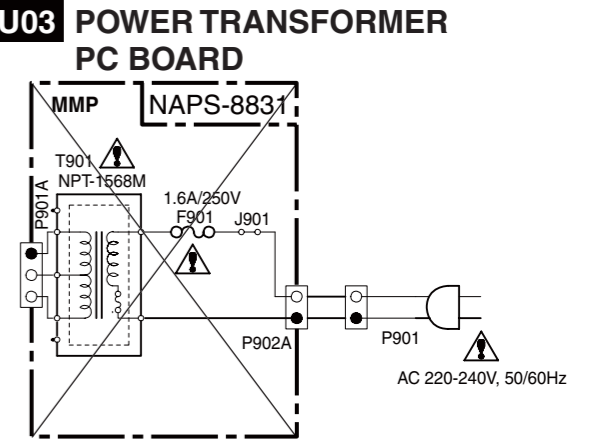 U03 POWER TRANSFORMER
PC BOARD
MMP
NAPS-8831
T901
NPT-1568M
P901A
1.6A/250V
F901
J901
P902A
P901
AC 220-240V, 50/60Hz